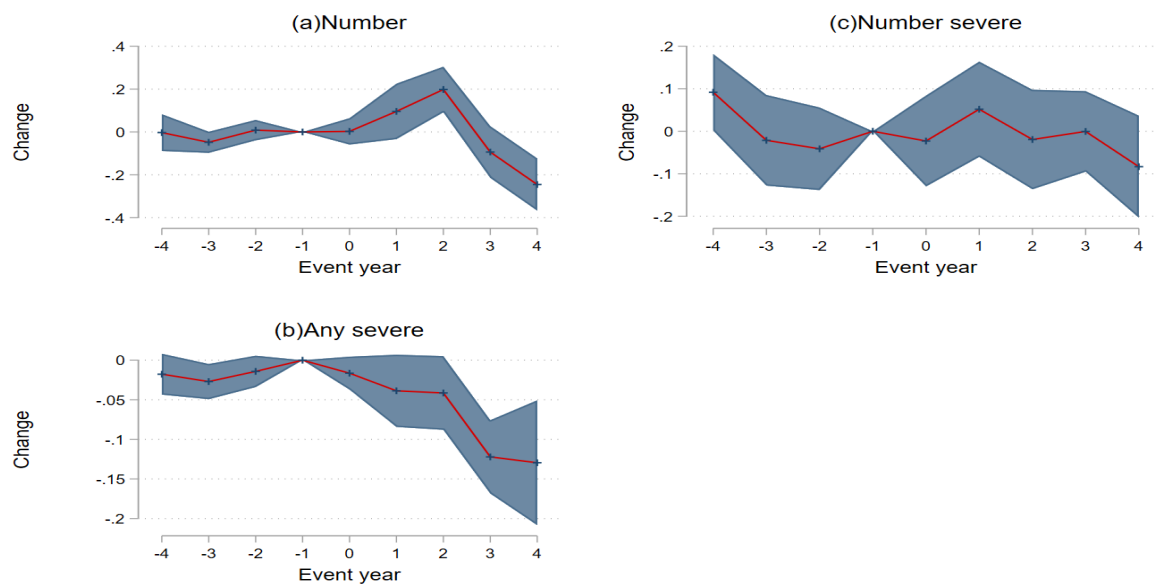 (a)Number
Change
.4
.2
0
-.2
-.4
-4 -3 -2 -1 0 1 2 3 4
Event year
(c)Number severe
Change
.2
.1
0
-.1
-.2
-4 -3 -2 -1 0 1 2 3 4
Event year
(b)Any severe
Change
0
-.05
-.1
-.15
-.2
-4 -3 -2 -1 0 1 2 3 4
Event year